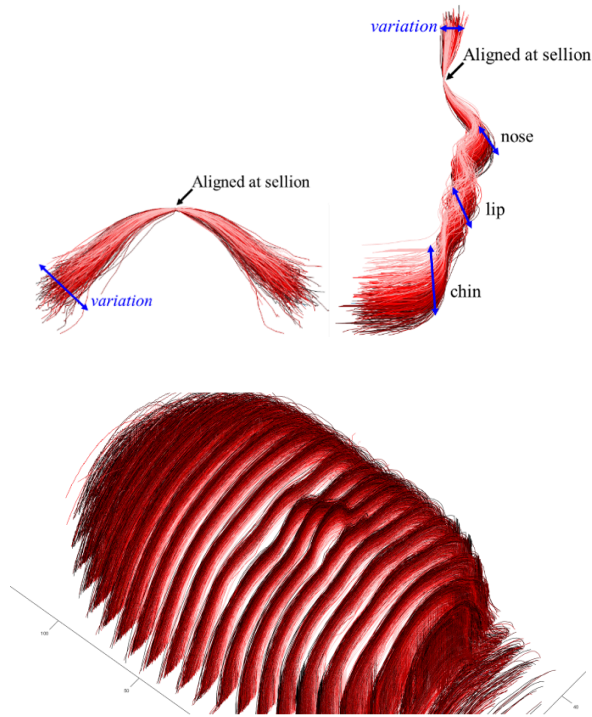 variation
Aligned at sellion
nose
Aligned at sellion
lip
variation
chin
100
50